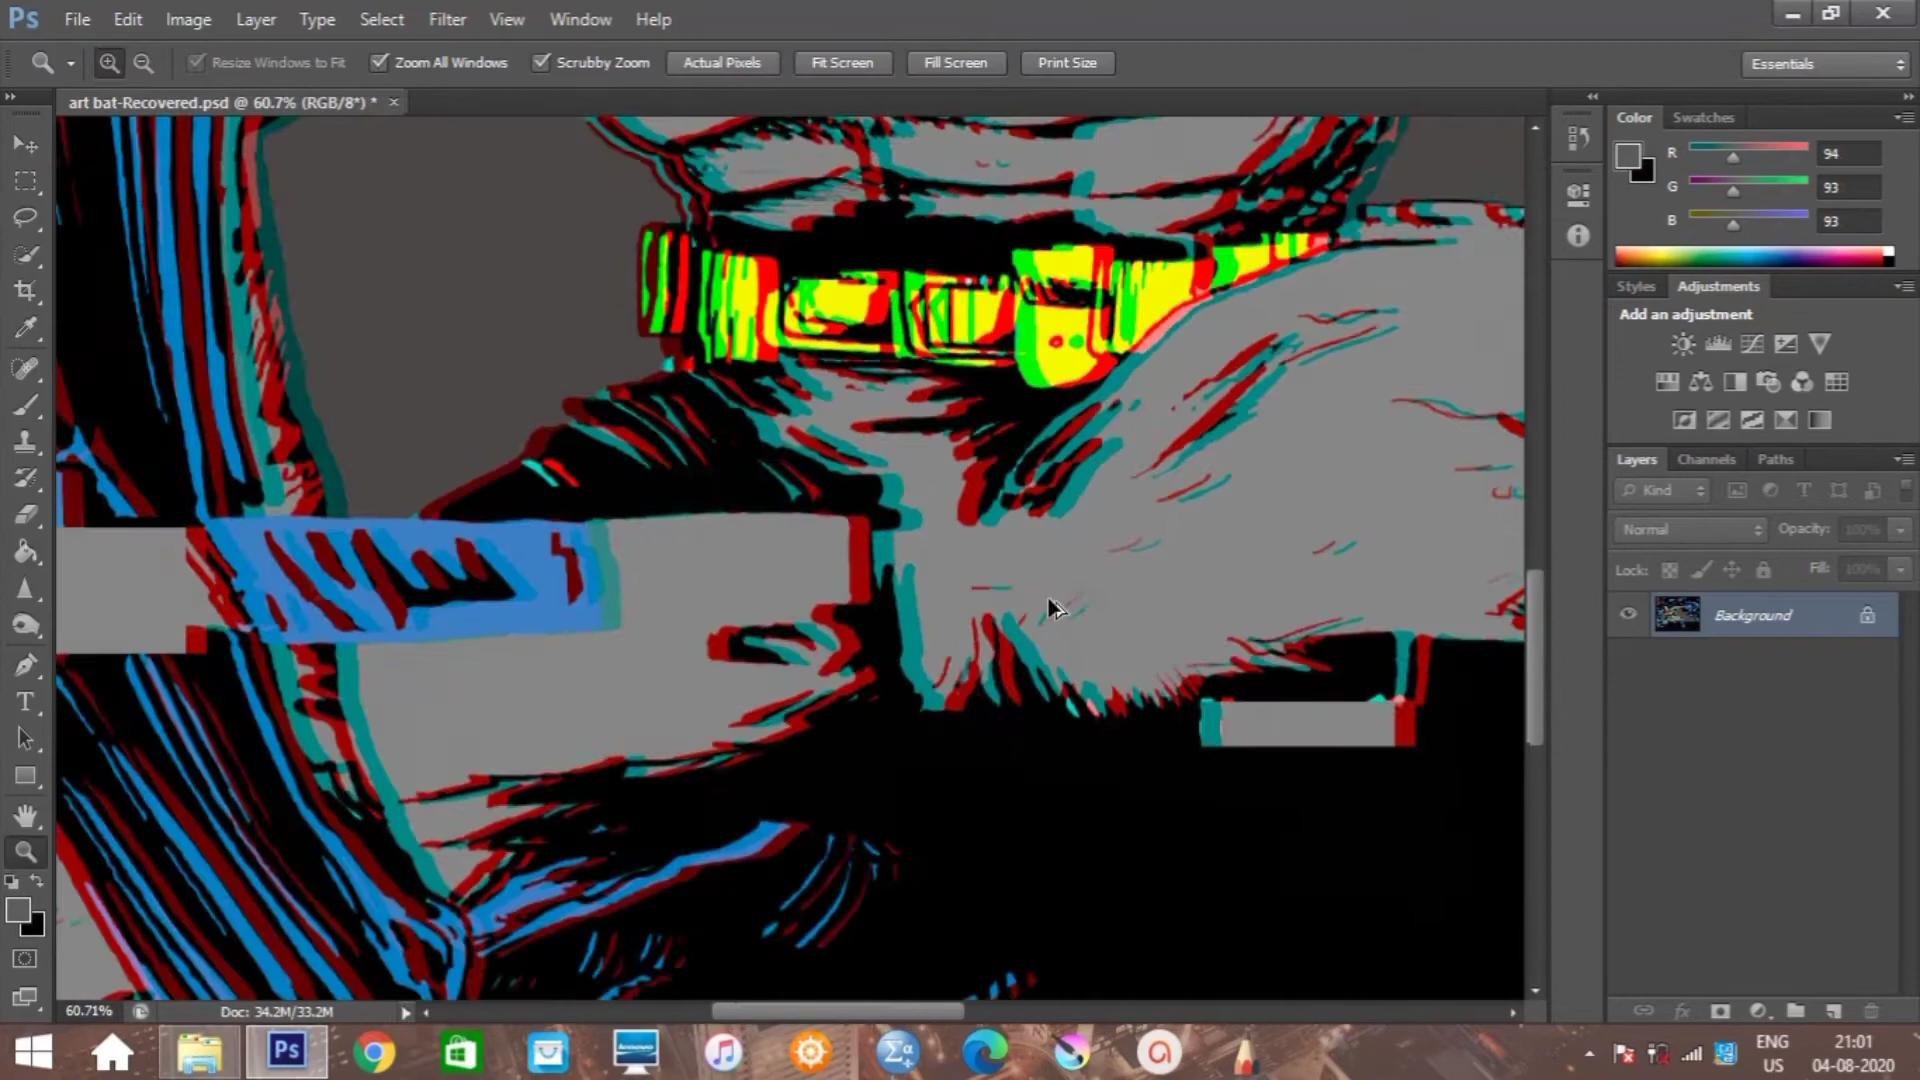 Ps File Edit Image Layer Type Select Filter View Window Help
Resize Windows to Fit Zoom All Windows Scrubby Zoom Actual Pixels Fit Screen Fill Screen Print Size Essentials
art bat-Recovered.psd @ 60.7% (RGB/8*) *
Color Swatches
R 94
G 93
B 93
Styles Adjustments
Add an adjustment
Layers Channels Paths
Kind
Normal Opacity: 100%
Lock: Fill: 100%
Background
60.71% Doc: 34.2M/33.2M
Ps
ENG 21:01
US 04-08-2020